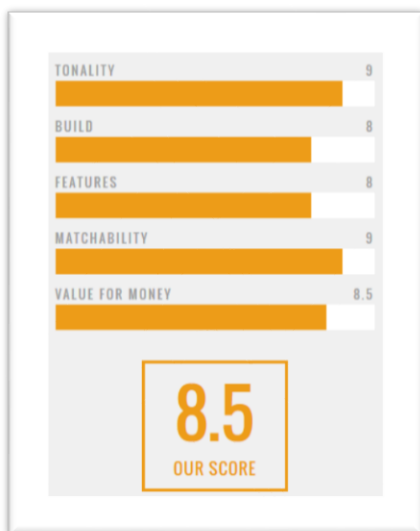 TONALITY 9
BUILD 8
FEATURES 8
MATCHABILITY 9
VALUE FOR MONEY 8.5
8.5
OUR SCORE